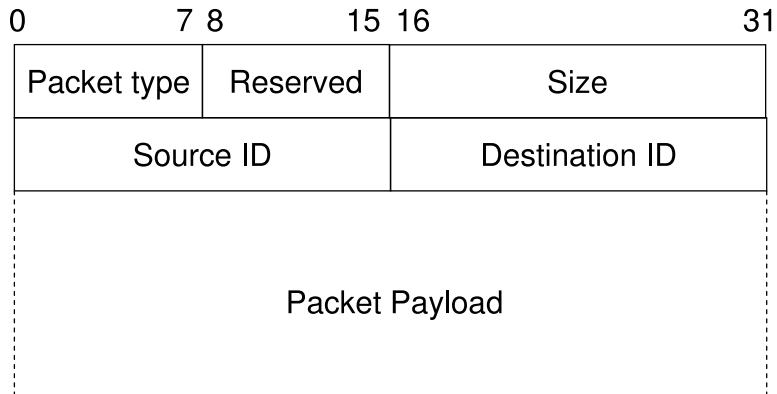 0 7 8 15 16 31
Packet type Reserved Size
Source ID Destination ID
Packet Payload